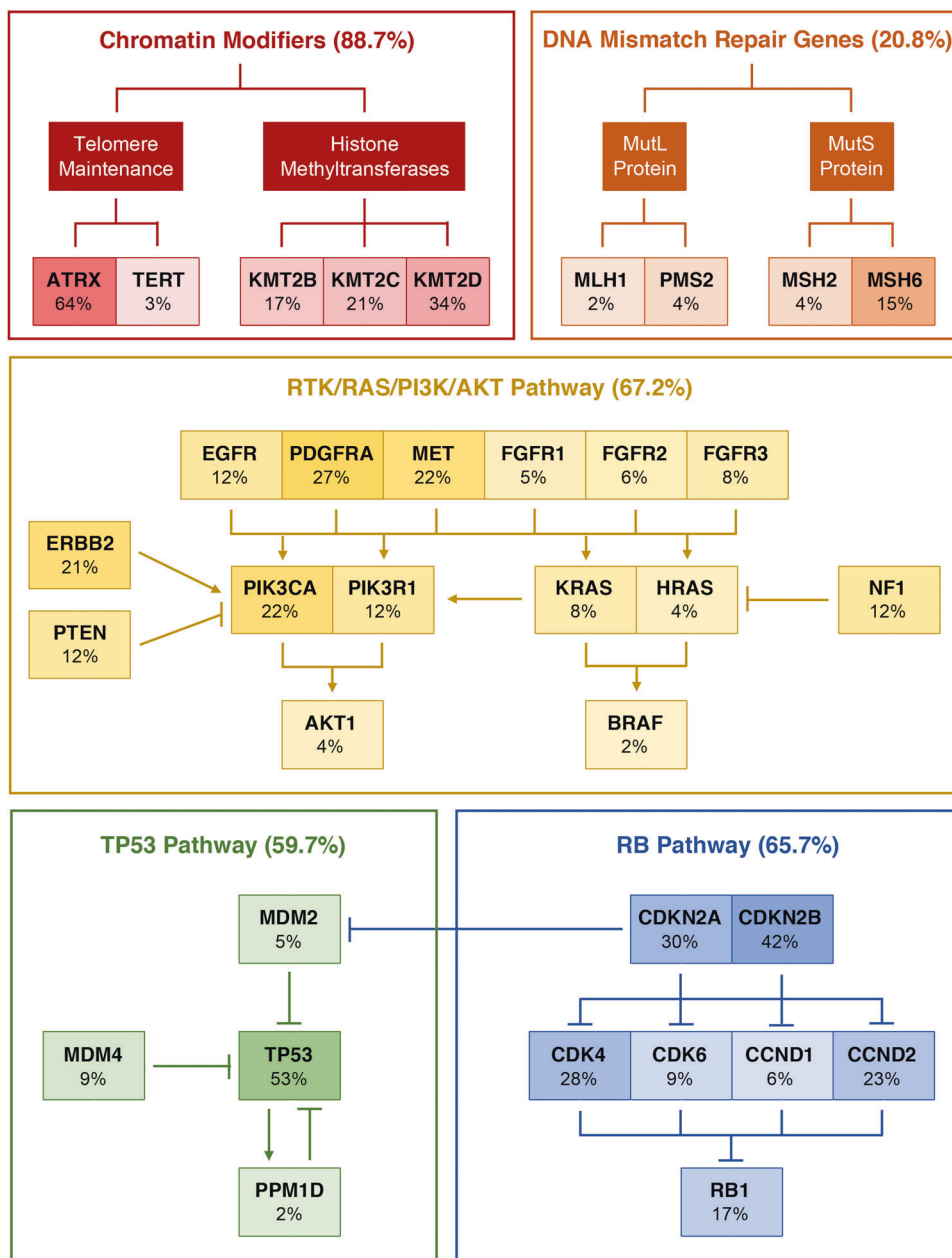 Chromatin Modifiers (88.7%)
Telomere
Maintenance
Histone
Methyltransferases
ATRX
64%
TERT
3%
KMT2B
17%
KMT2C
21%
KMT2D
34%
DNA Mismatch Repair Genes (20.8%)
MutL
Protein
MutS
Protein
MLH1
2%
PMS2
4%
MSH2
4%
MSH6
15%
RTK/RAS/PI3K/AKT Pathway (67.2%)
EGFR
12%
PDGFRA
27%
MET
22%
FGFR1
5%
FGFR2
6%
FGFR3
8%
ERBB2
21%
PTEN
12%
PIK3CA
22%
PIK3R1
12%
KRAS
8%
HRAS
4%
NF1
12%
AKT1
4%
BRAF
2%
TP53 Pathway (59.7%)
MDM2
5%
MDM4
9%
TP53
53%
PPM1D
2%
RB Pathway (65.7%)
CDKN2A
30%
CDKN2B
42%
CDK4
28%
CDK6
9%
CCND1
6%
CCND2
23%
RB1
17%